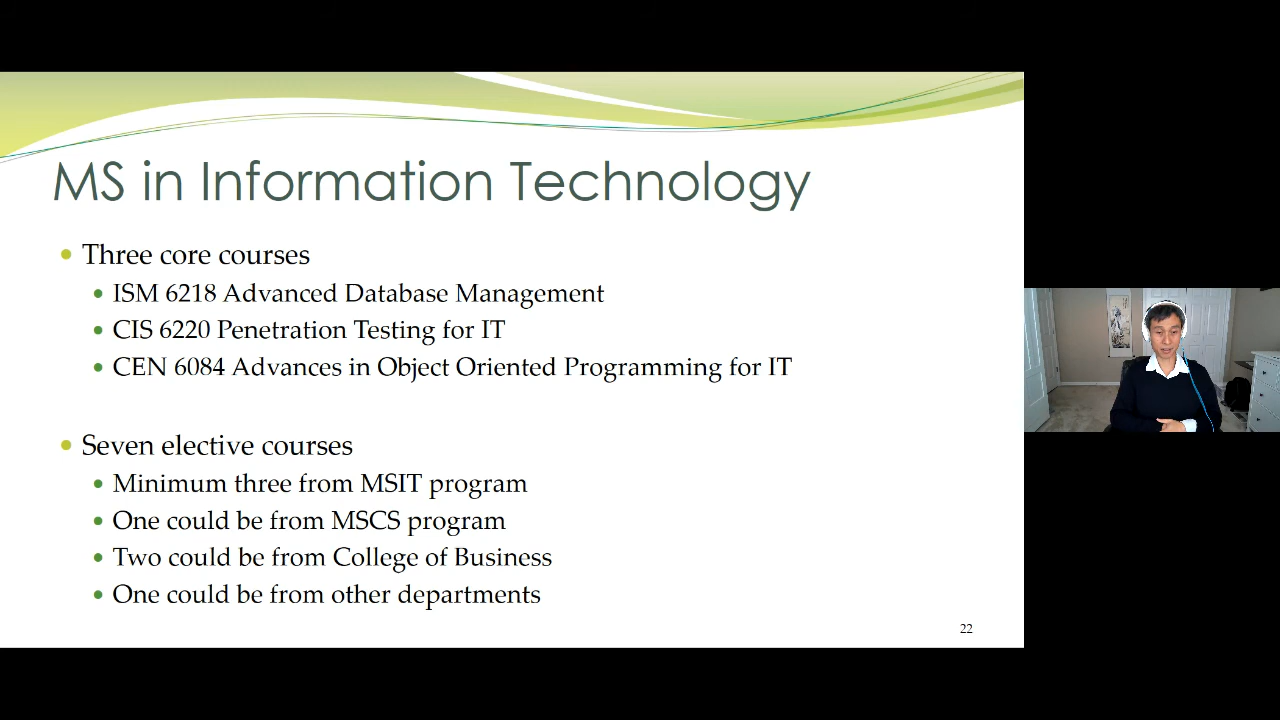 MS in Information Technology
Three core courses
ISM 6218 Advanced Database Management
CIS 6220 Penetration Testing for IT
CEN 6084 Advances in Object Oriented Programming for IT
Seven elective courses
Minimum three from MSIT program
One could be from MSCS program
Two could be from College of Business
One could be from other departments
22